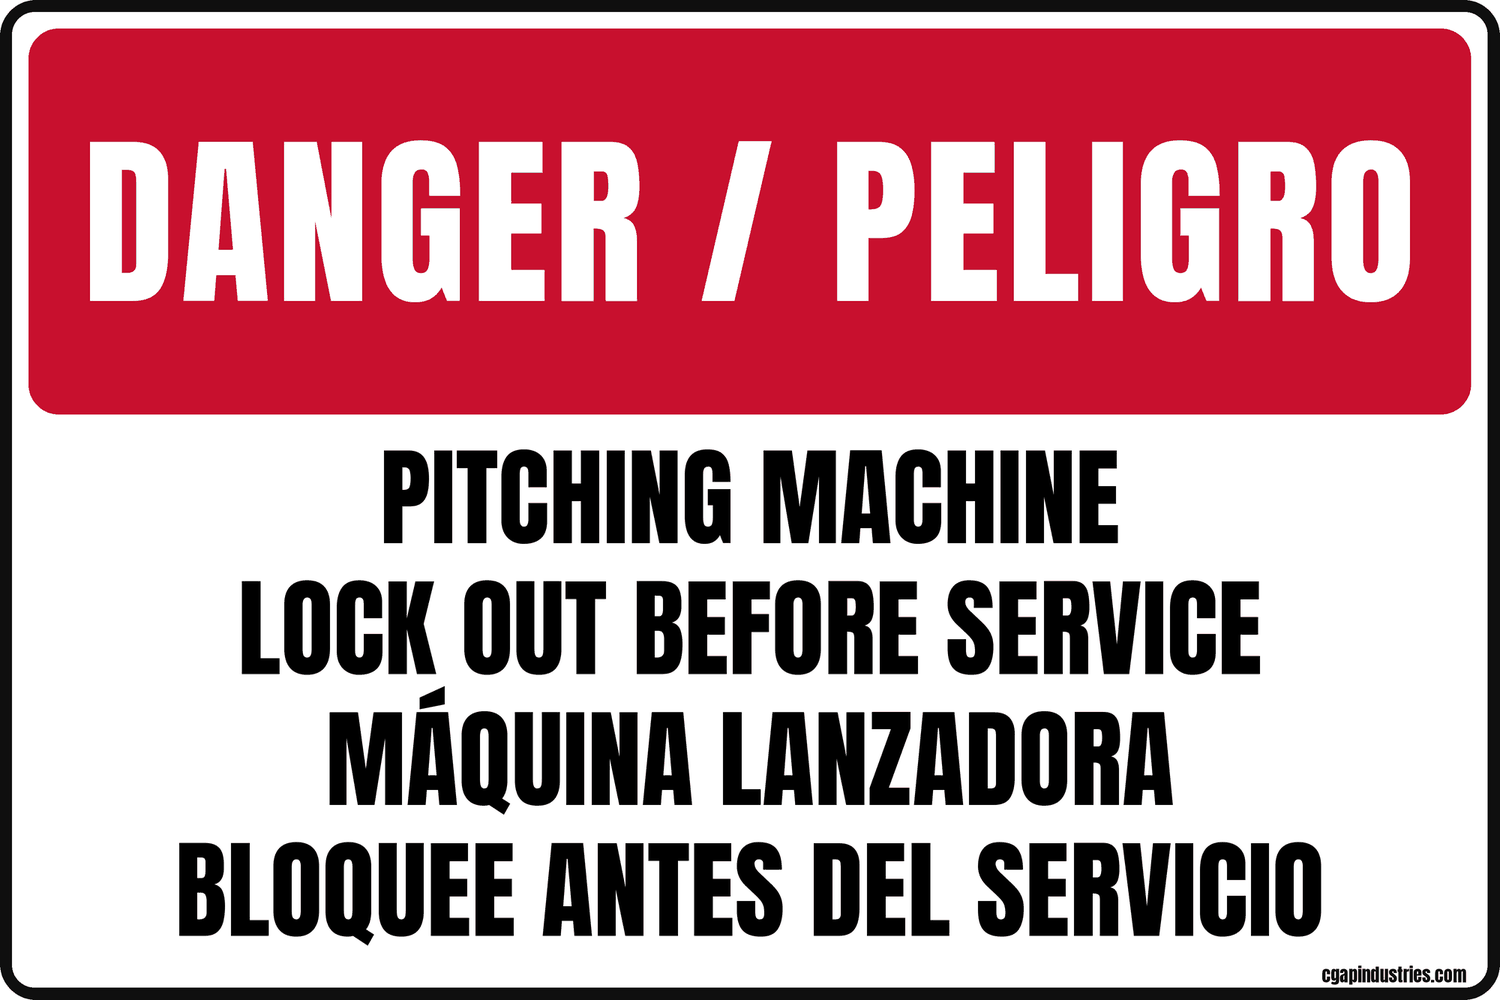 DANGER / PELIGRO
PITCHING MACHINE
LOCK OUT BEFORE SERVICE
MÁQUINA LANZADORA
BLOQUEE ANTES DEL SERVICIO
cgapindustries.com